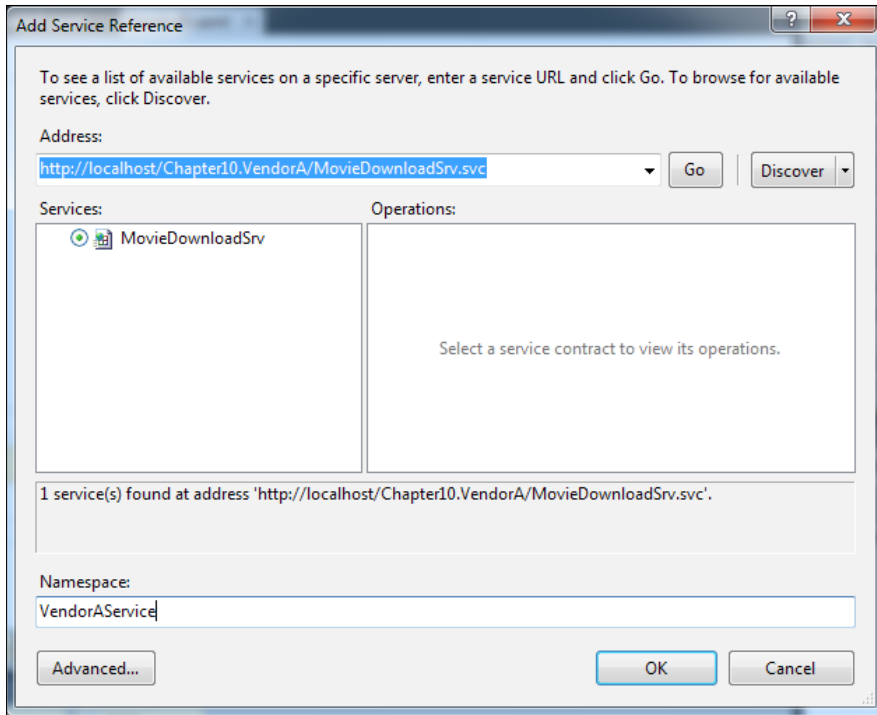 Add Service Reference
?
X
To see a list of available services on a specific server, enter a service URL and click Go. To browse for available
services, click Discover.
Address:
http://localhost/Chapter10.VendorA/MovieDownloadSrv.svc
Go
Discover
Services:
Operations:
MovieDownloadSrv
Select a service contract to view its operations.
1 service(s) found at address 'http://localhost/Chapter10.VendorA/MovieDownloadSrv.svc'.
Namespace:
VendorAService
Advanced...
OK
Cancel